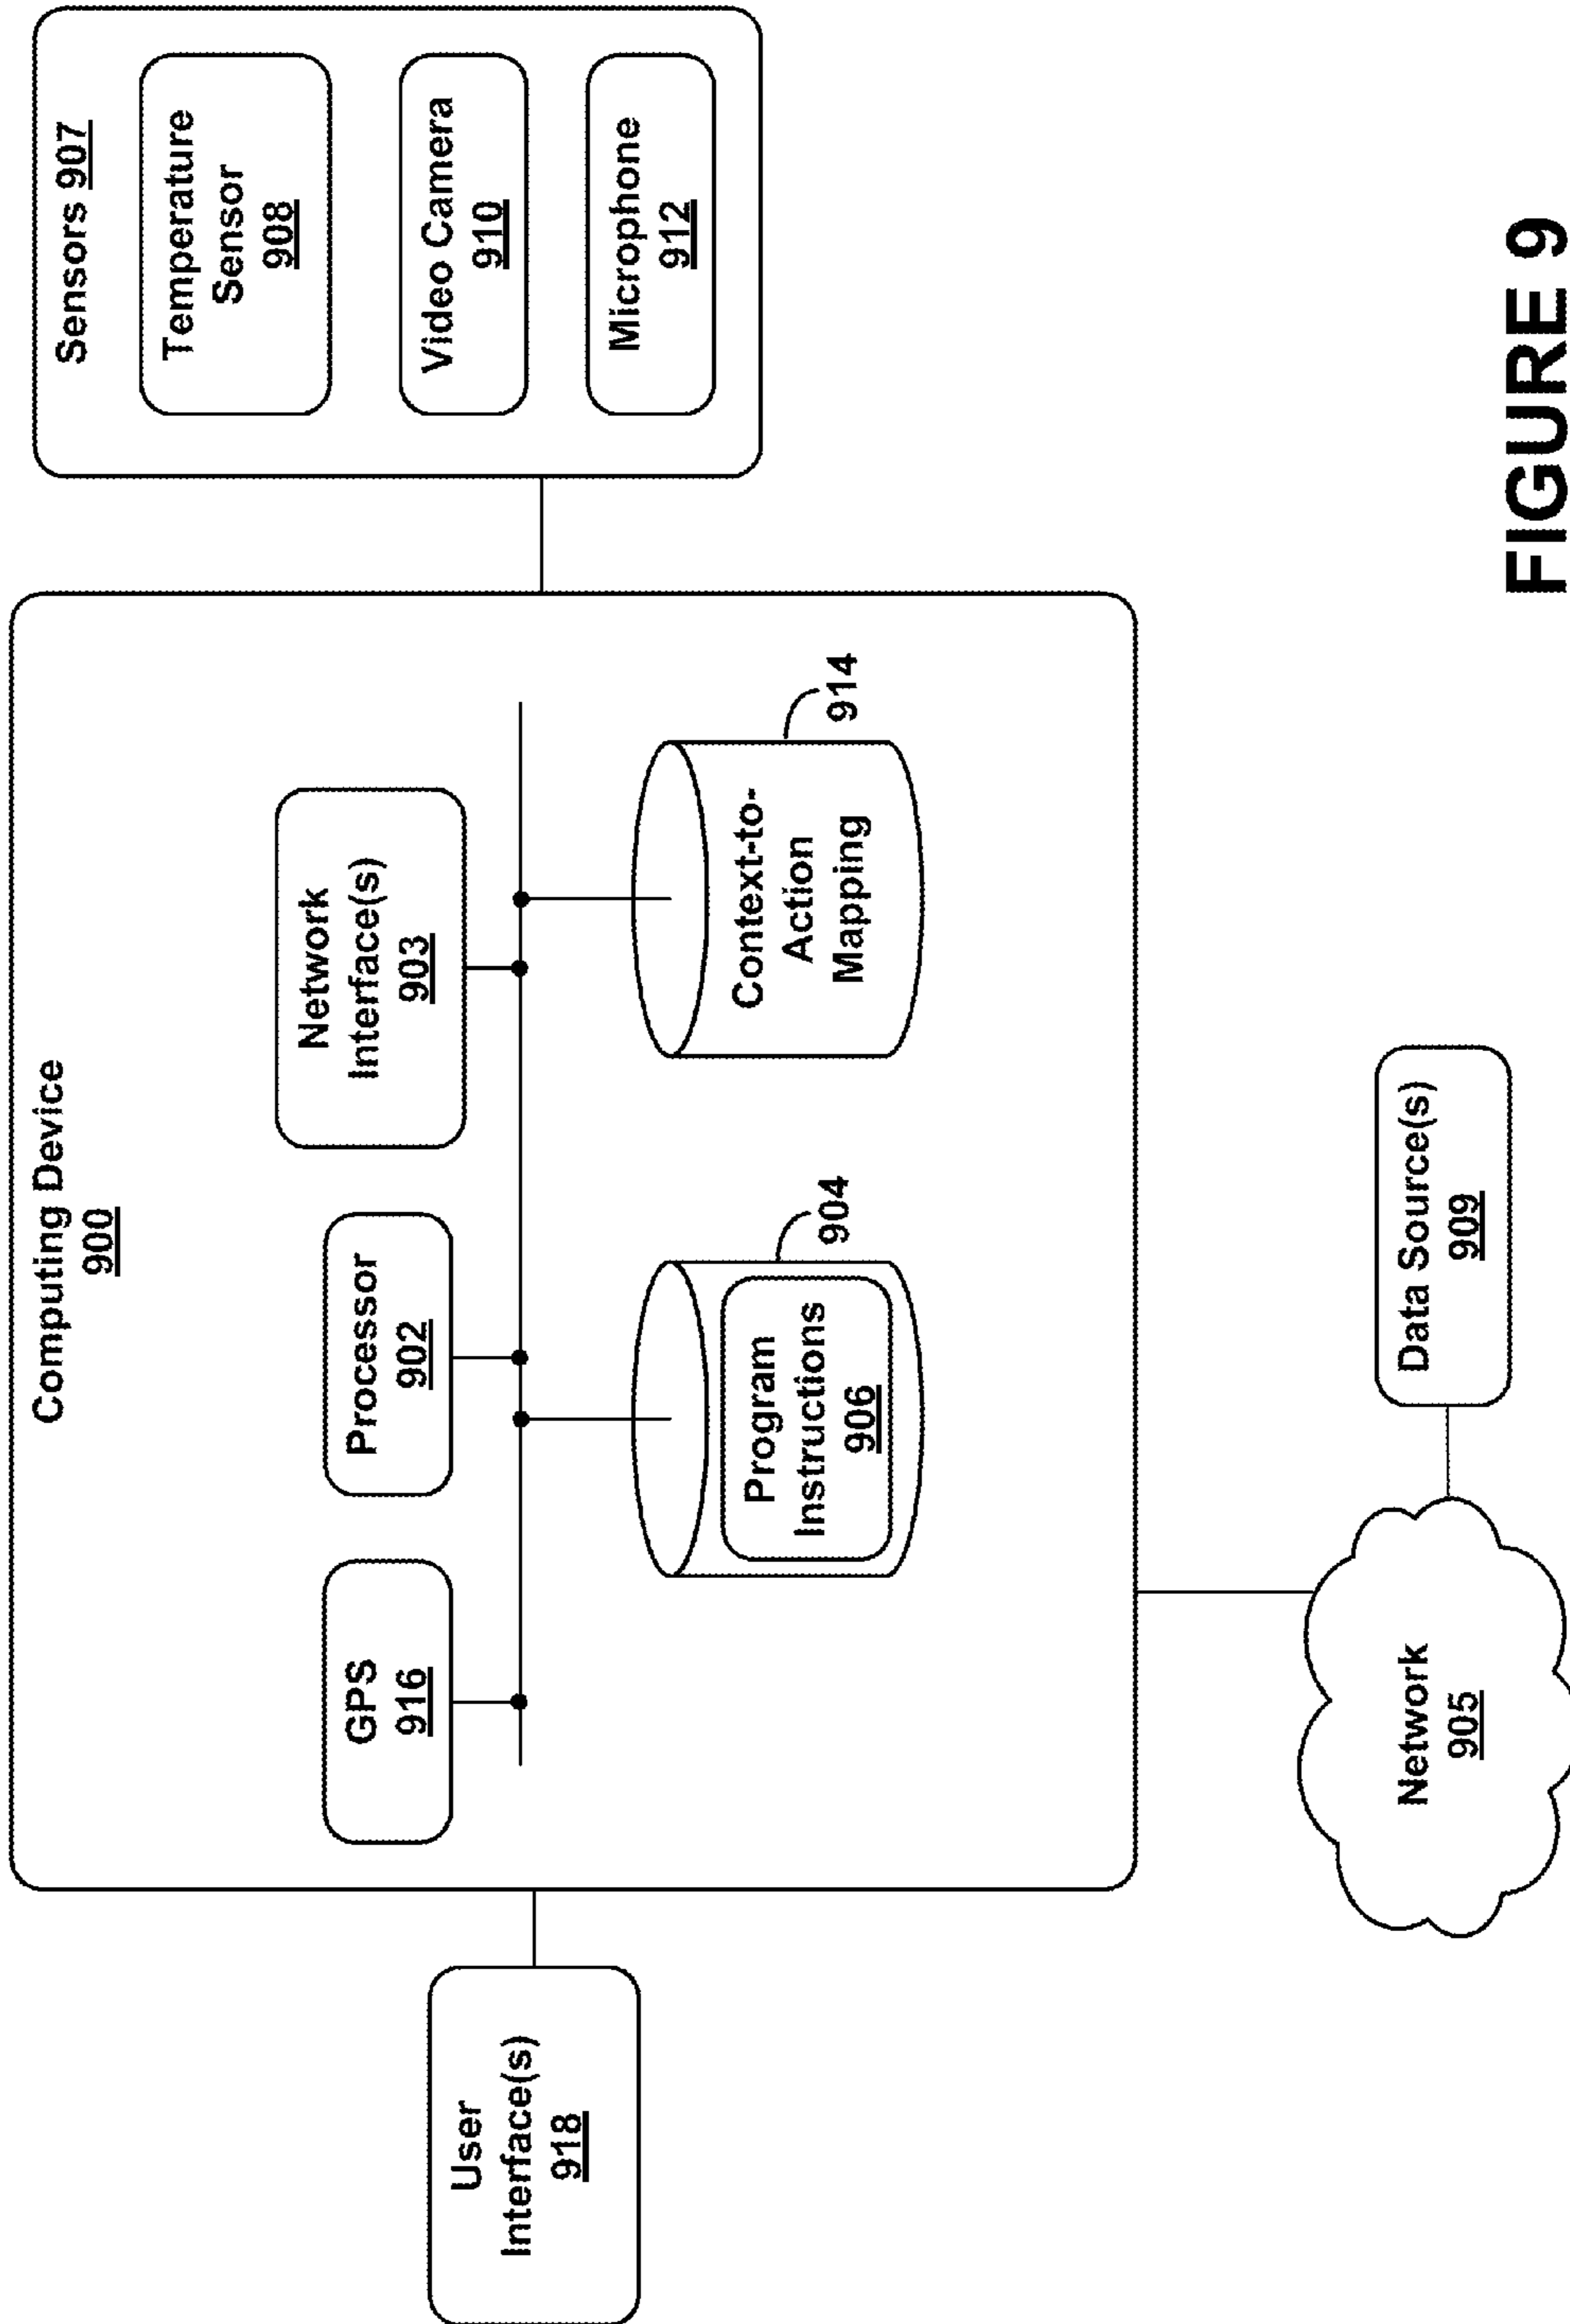 Computing Device
900
GPS
916
Processor
902
Network
Interface(s)
903
Program
Instructions
906
904
Context-to-
Action
Mapping
914
User
Interface(s)
918
Sensors 907
Temperature
Sensor
908
Video Camera
910
Microphone
912
Network
905
Data Source(s)
909
FIGURE 9